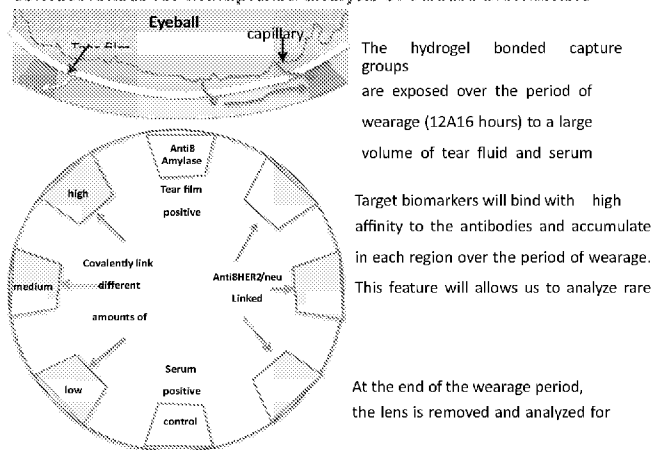 Eyeball
Tear film
capillary
The hydrogel bonded capture
groups
are exposed over the period of
wearage (12A16 hours) to a large
volume of tear fluid and serum
Target biomarkers will bind with high
affinity to the antibodies and accumulate
in each region over the period of wearage.
This feature will allows us to analyze rare
At the end of the wearage period,
the lens is removed and analyzed for
Anti8
Amylase
Tear film
positive
high
Covalently link
different
amounts of
medium
Anti8HER2/neu
Linked
low
Serum
positive
control